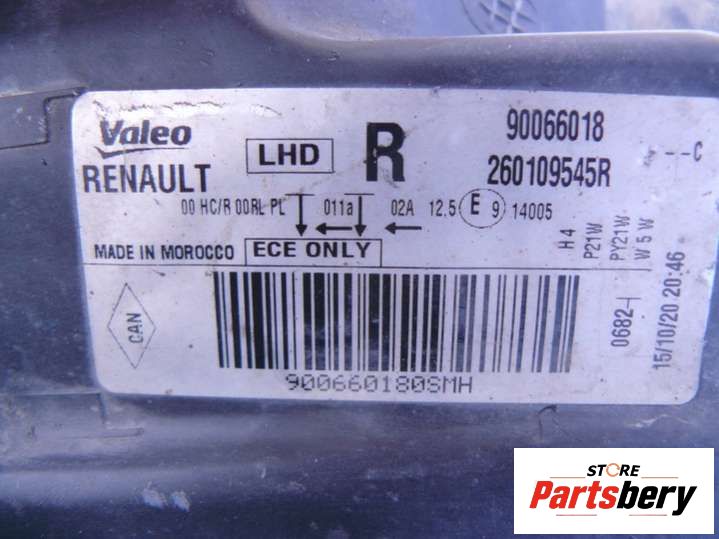 Valeo
RENAULT
LHD
R
90066018
260109545R
---C
00 HC/R 00RL PL 011a 02A 12,5 E 9 14005
MADE IN MOROCCO
ECE ONLY
H4
P21W
PY21W
W5W
CAN
0682-I
15/10/20 20:46
900660180SMH
STORE
Partsbery